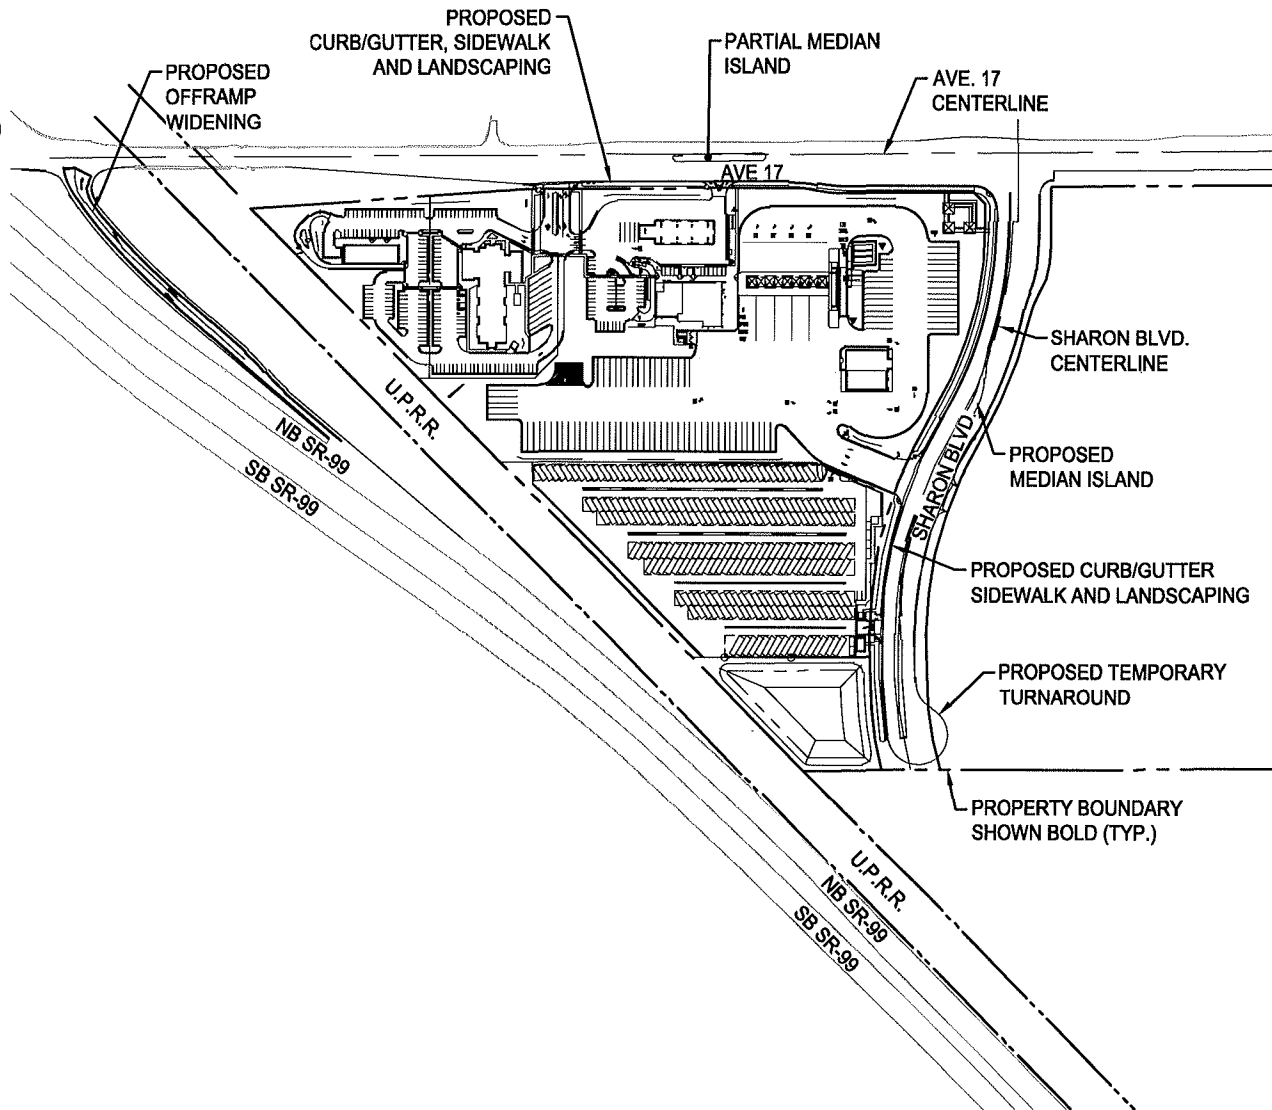 PROPOSED
CURB/GUTTER, SIDEWALK
AND LANDSCAPING
PARTIAL MEDIAN
ISLAND
PROPOSED
OFFRAMP
WIDENING
AVE. 17
CENTERLINE
AVE 17
SHARON BLVD.
CENTERLINE
U.P.R.R.
NB SR-99
SB SR-99
PROPOSED
MEDIAN ISLAND
SHARON BLVD.
PROPOSED CURB/GUTTER
SIDEWALK AND LANDSCAPING
PROPOSED TEMPORARY
TURNAROUND
PROPERTY BOUNDARY
SHOWN BOLD (TYP.)
U.P.R.R.
NB SR-99
SB SR-99